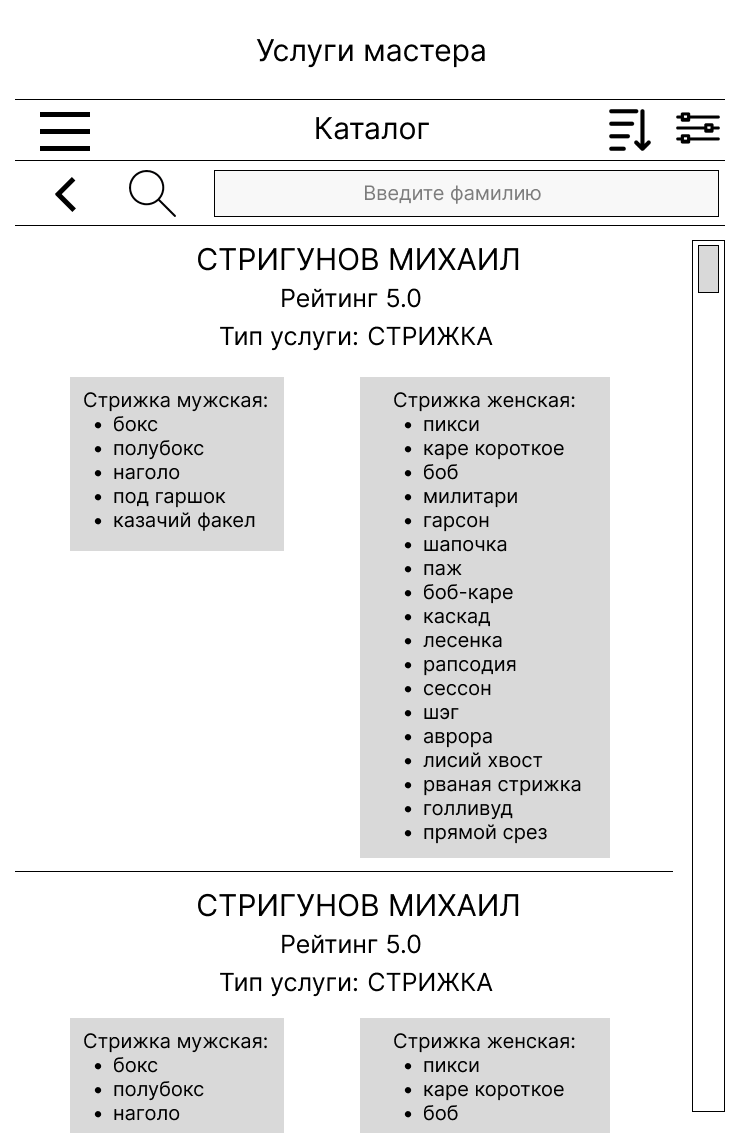 Услуги мастера
Каталог
Введите фамилию
СТРИГУНОВ МИХАИЛ
Рейтинг 5.0
Тип услуги: СТРИЖКА
Стрижка мужская:
• бокс
• полубокс
• наголо
• под гаршок
• казачий факел
Стрижка женская:
• пикси
• каре короткое
• боб
• милитари
• гарсон
• шапочка
• паж
• боб-каре
• каскад
• лесенка
• рапсодия
• сессон
• шэг
• аврора
• лисий хвост
• рваная стрижка
• голливуд
• прямой срез
СТРИГУНОВ МИХАИЛ
Рейтинг 5.0
Тип услуги: СТРИЖКА
Стрижка мужская:
• бокс
• полубокс
• наголо
Стрижка женская:
• пикси
• каре короткое
• боб